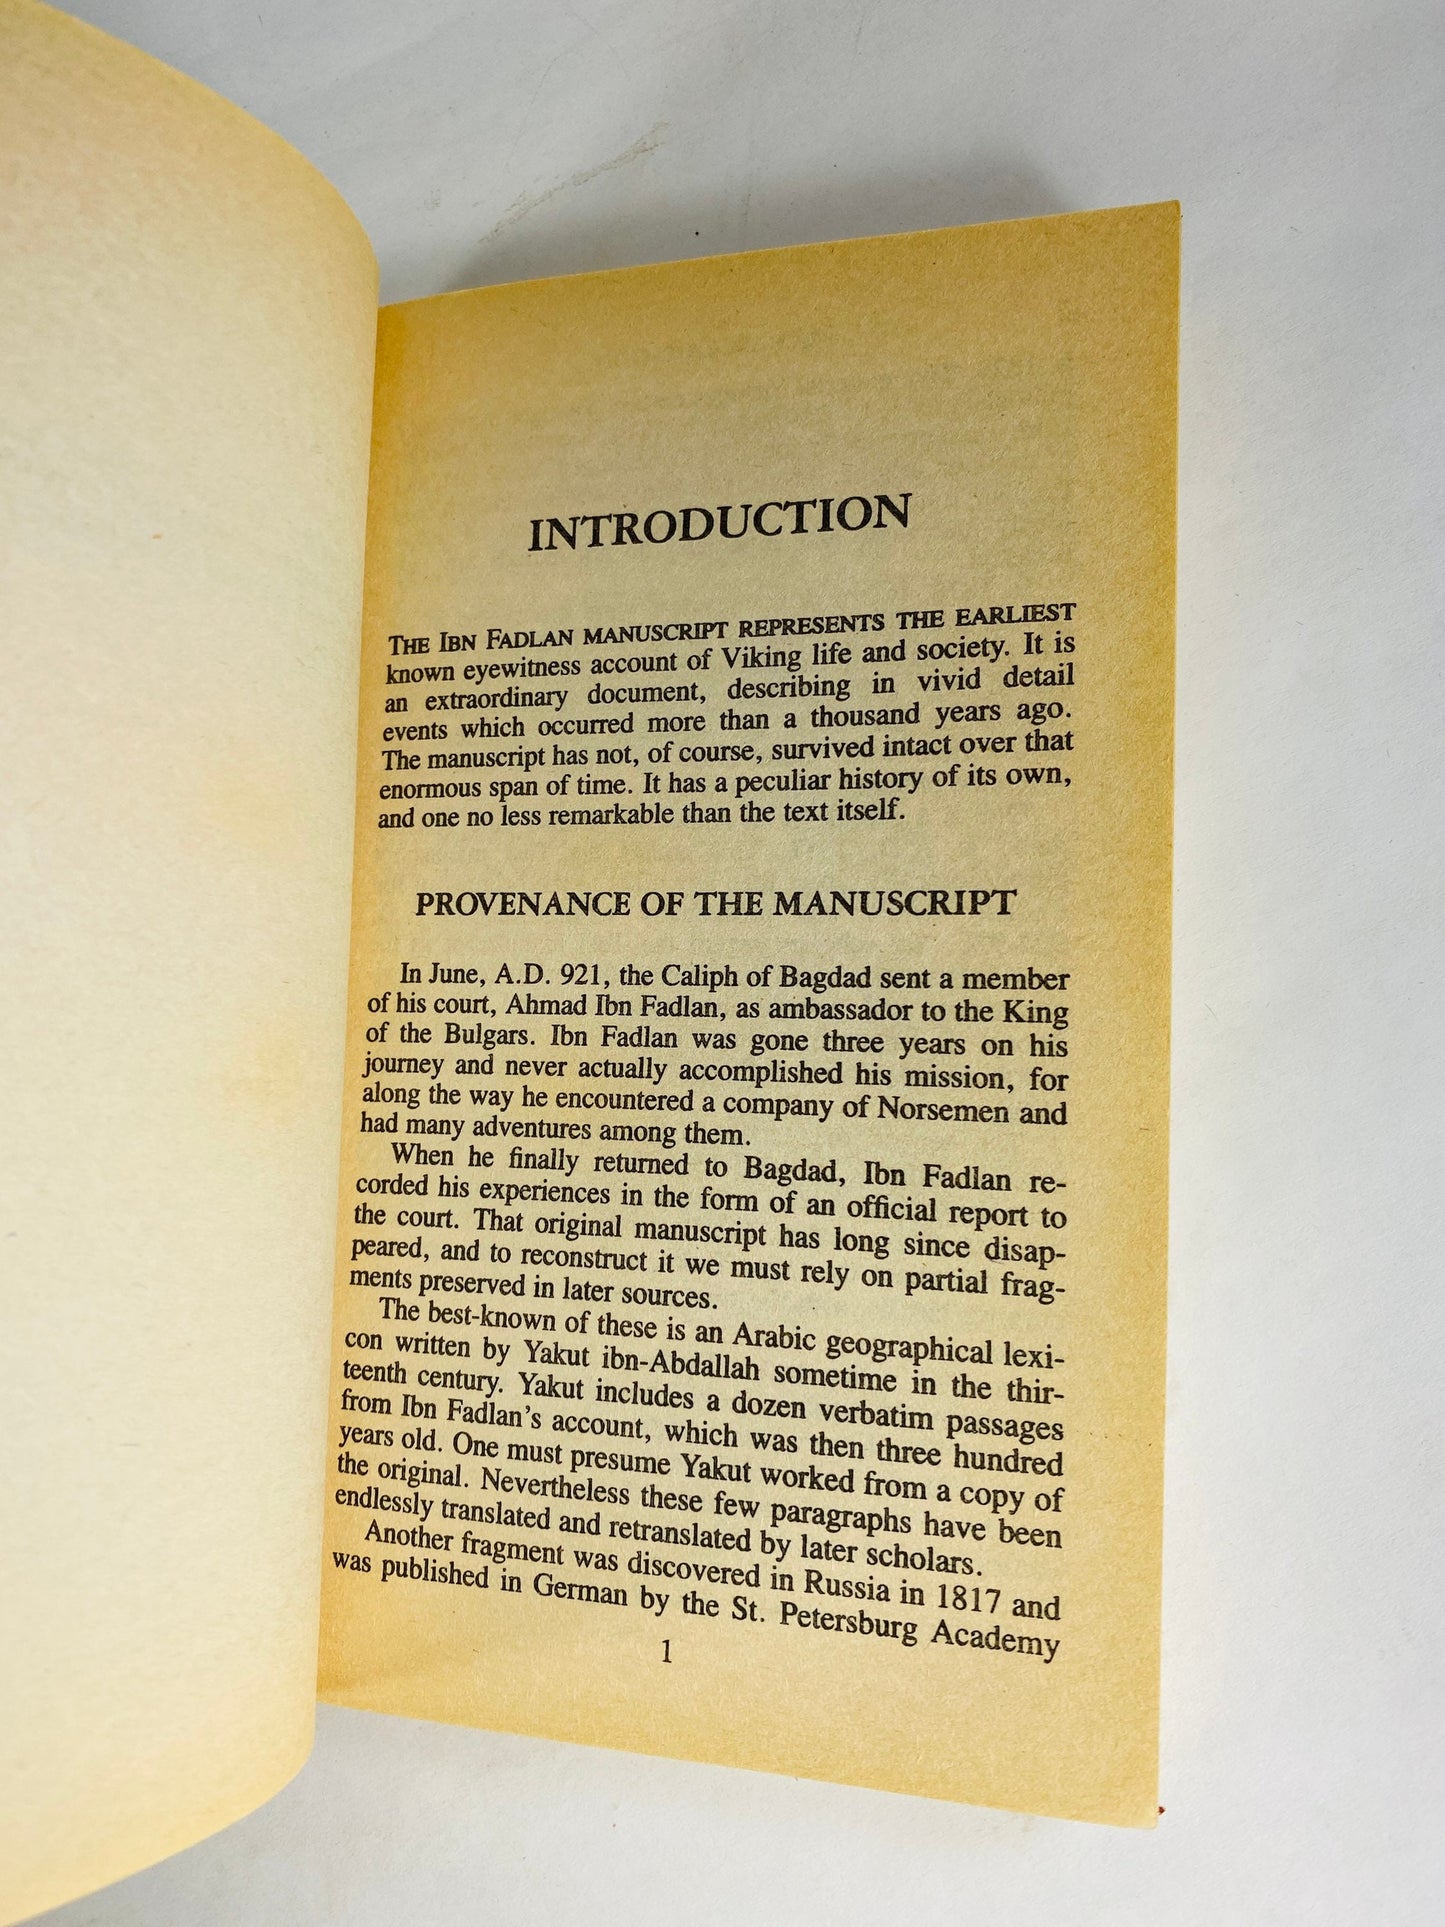 INTRODUCTION
THE IBN FADLAN MANUSCRIPT REPRESENTS THE EARLIEST
known eyewitness account of Viking life and society. It is
an extraordinary document, describing in vivid detail
events which occurred more than a thousand years ago.
The manuscript has not, of course, survived intact over that
enormous span of time. It has a peculiar history of its own,
and one no less remarkable than the text itself.
PROVENANCE OF THE MANUSCRIPT
In June, A.D. 921, the Caliph of Bagdad sent a member
of his court, Ahmad Ibn Fadlan, as ambassador to the King
of the Bulgars. Ibn Fadlan was gone three years on his
journey and never actually accomplished his mission, for
along the way he encountered a company of Norsemen and
had many adventures among them.
When he finally returned to Bagdad, Ibn Fadlan re-
corded his experiences in the form of an official report to
the court. That original manuscript has long since disap-
peared, and to reconstruct it we must rely on partial frag-
ments preserved in later sources.
The best-known of these is an Arabic geographical lexi-
con written by Yakut ibn-Abdallah sometime in the thir-
teenth century. Yakut includes a dozen verbatim passages
from Ibn Fadlan's account, which was then three hundred
years old. One must presume Yakut worked from a copy of
the original. Nevertheless these few paragraphs have been
endlessly translated and retranslated by later scholars.
Another fragment was discovered in Russia in 1817 and
was published in German by the St. Petersburg Academy
1